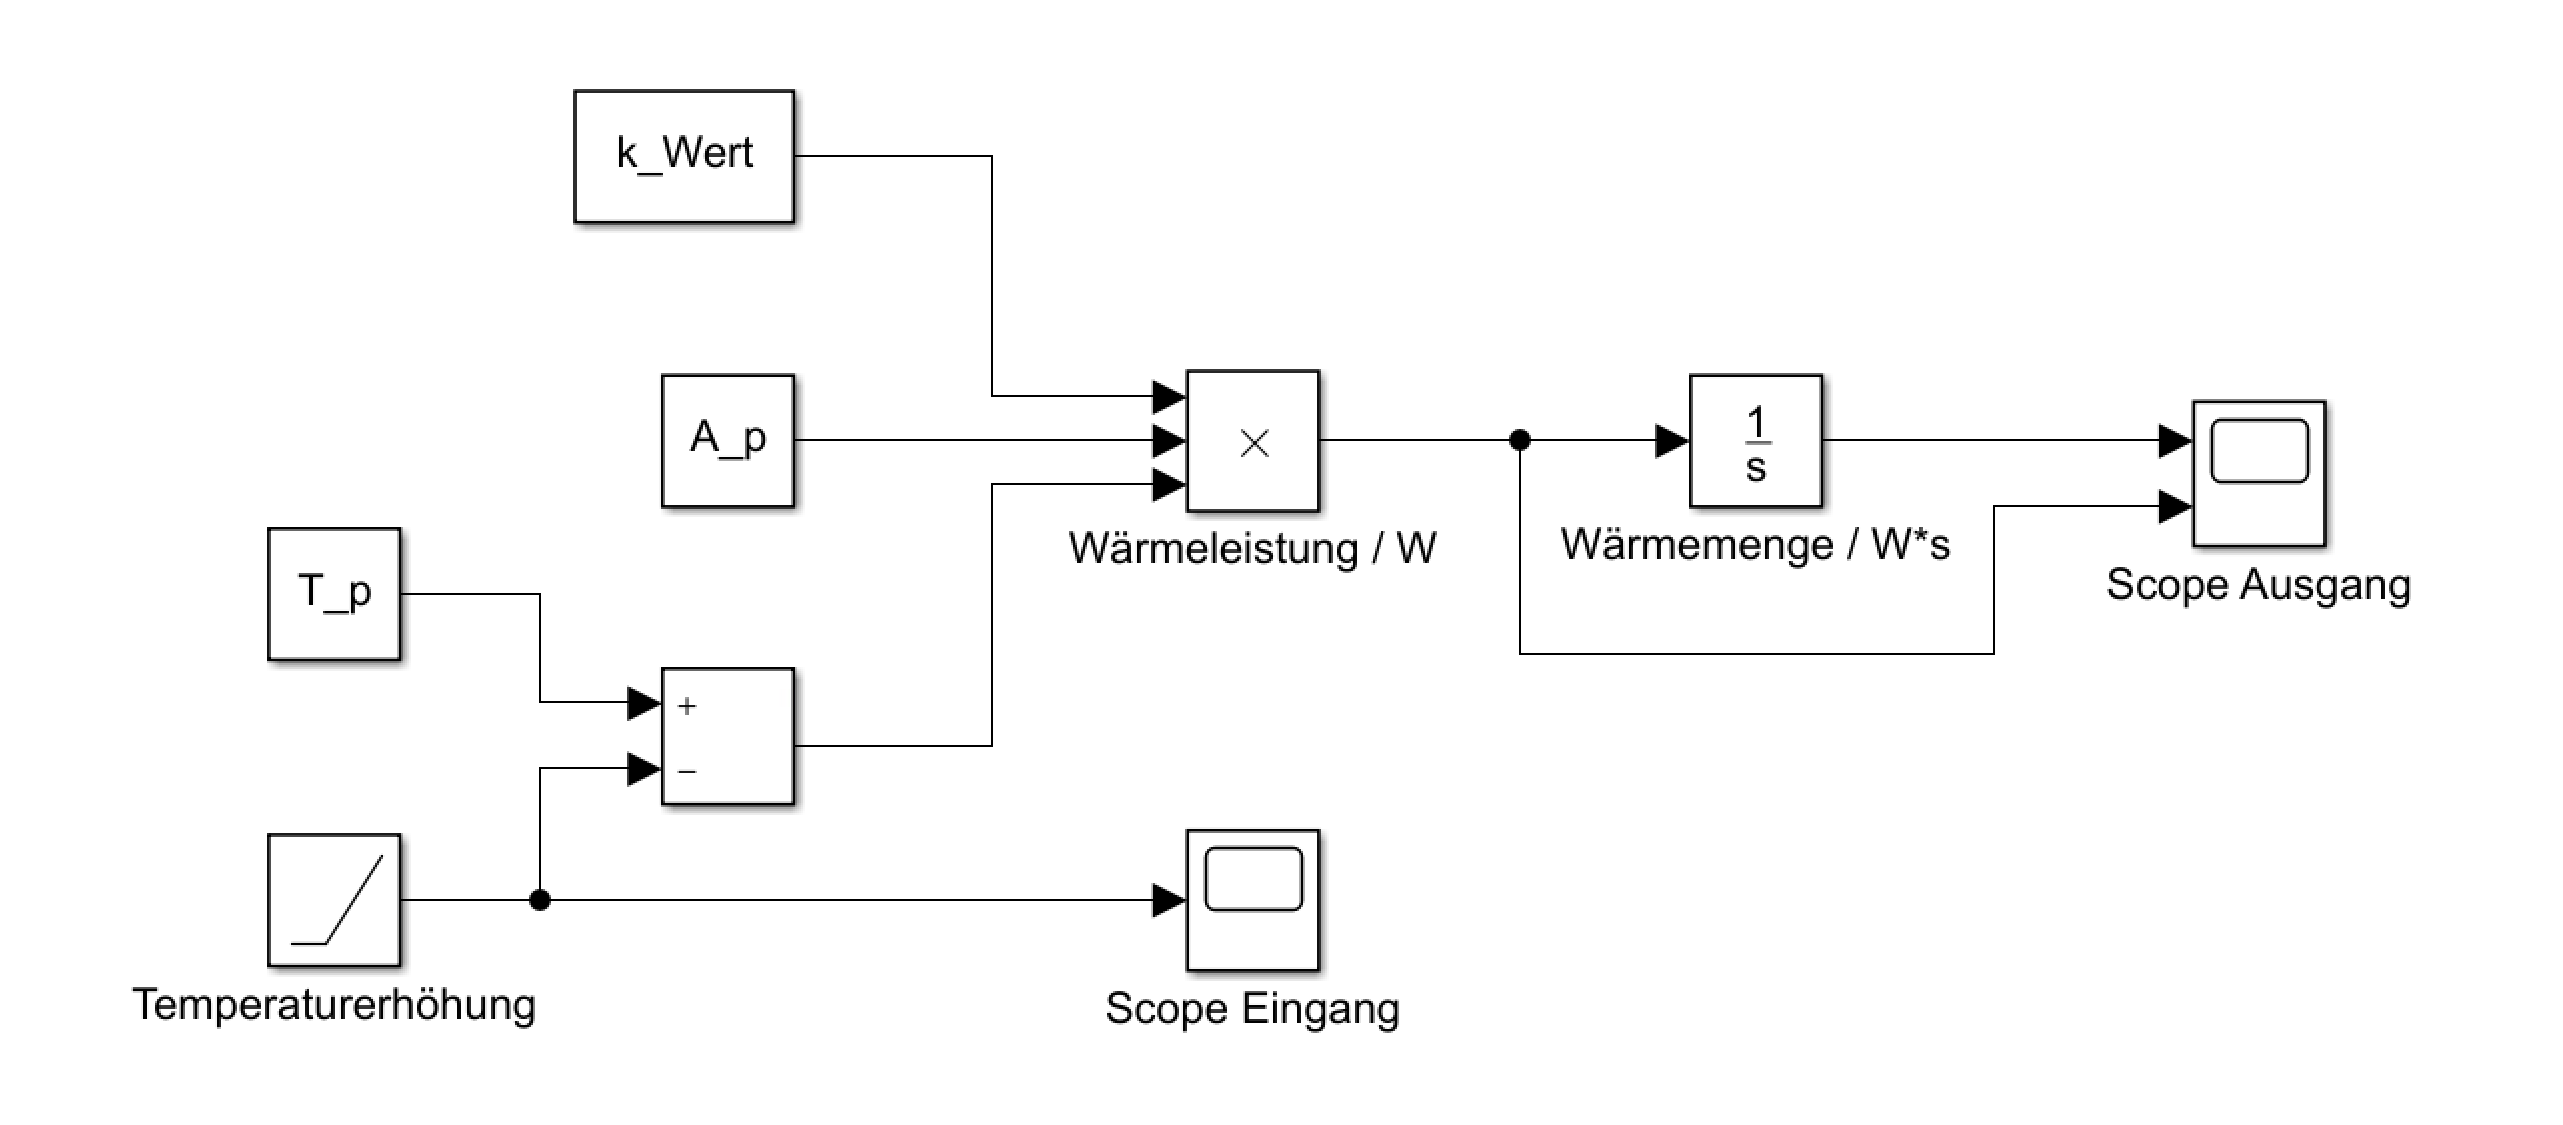 k_Wert
A_p
×
Wärmeleistung / W
1
s
Wärmemenge / W*s
Scope Ausgang
T_p
+
−
Temperaturerhöhung
Scope Eingang